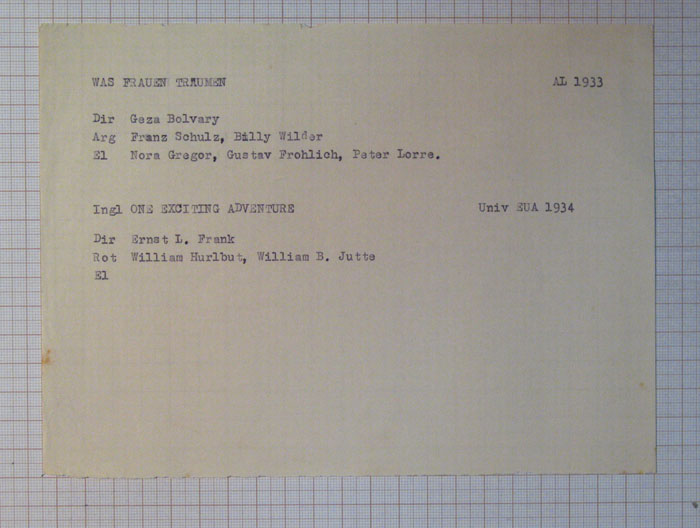 WAS FRAUEN TRAUMEN AL 1933
Dir Geza Bolvary
Arg Franz Schulz, Billy Wilder
El Nora Gregor, Gustav Frohlich, Peter Lorre.
Ingl ONE EXCITING ADVENTURE Univ EUA 1934
Dir Ernst L. Frank
Rot William Hurlbut, William B. Jutte
El